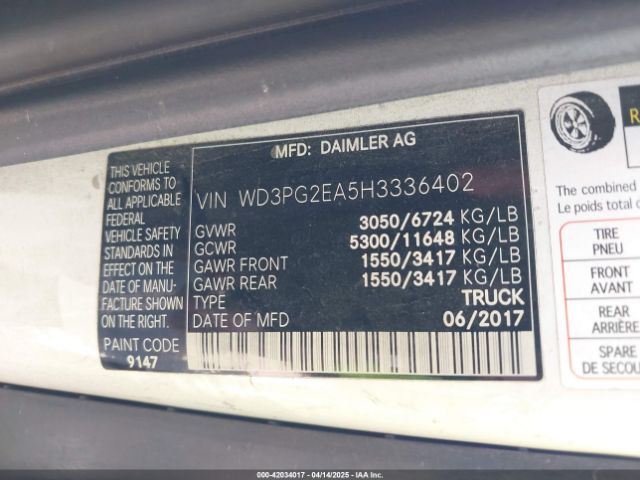 MFD: DAIMLER AG
THIS VEHICLE
CONFORMS TO
ALL APPLICABLE
FEDERAL
VEHICLE SAFETY
STANDARDS IN
EFFECT ON THE
DATE OF MANU-
FACTURE SHOWN
ON THE RIGHT.
PAINT CODE
9147
VIN WD3PG2EA5H3336402
GVWR 3050/6724 KG/LB
GCWR 5300/11648 KG/LB
GAWR FRONT 1550/3417 KG/LB
GAWR REAR 1550/3417 KG/LB
TYPE TRUCK
DATE OF MFD 06/2017
The combined
Le poids total
TIRE
PNEU
FRONT
AVANT
REAR
ARRIÈRE
SPARE
DE SECOU
000-42034017 - 04/14/2025 - IAAI.com